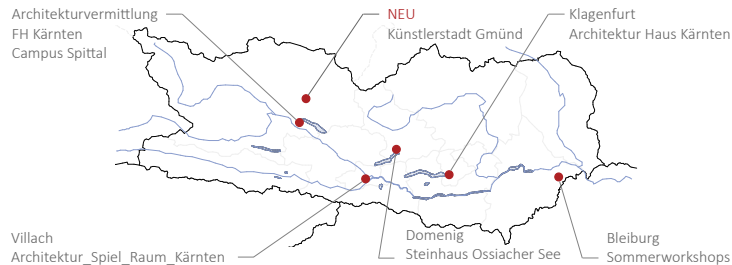 Architekturvermittlung
FH Kärnten
Campus Spittal
NEU
Künstlerstadt Gmünd
Klagenfurt
Architektur Haus Kärnten
Villach
Architektur_Spiel_Raum_Kärnten
Domenig
Steinhaus Ossiacher See
Bleiburg
Sommerworkshops